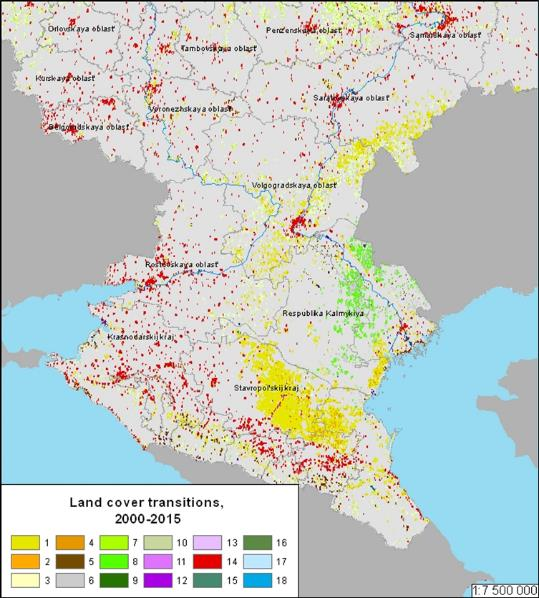 Orlovskaya oblast
Penzenskaya oblast
Samarskaya oblast
Tambovskaya oblast
Kurskaya oblast
Saratovskaya oblast
Voronezhskaya oblast
Belgorodskaya oblast
Volgogradskaya oblast
Rostovskaya oblast
Respublika Kalmykiya
Krasnodarskij kraj
Stavropol'skij kraj
Land cover transitions,
2000-2015
1 4 7 10 13 16
2 5 8 11 14 17
3 6 9 12 15 18
1:7 500 000